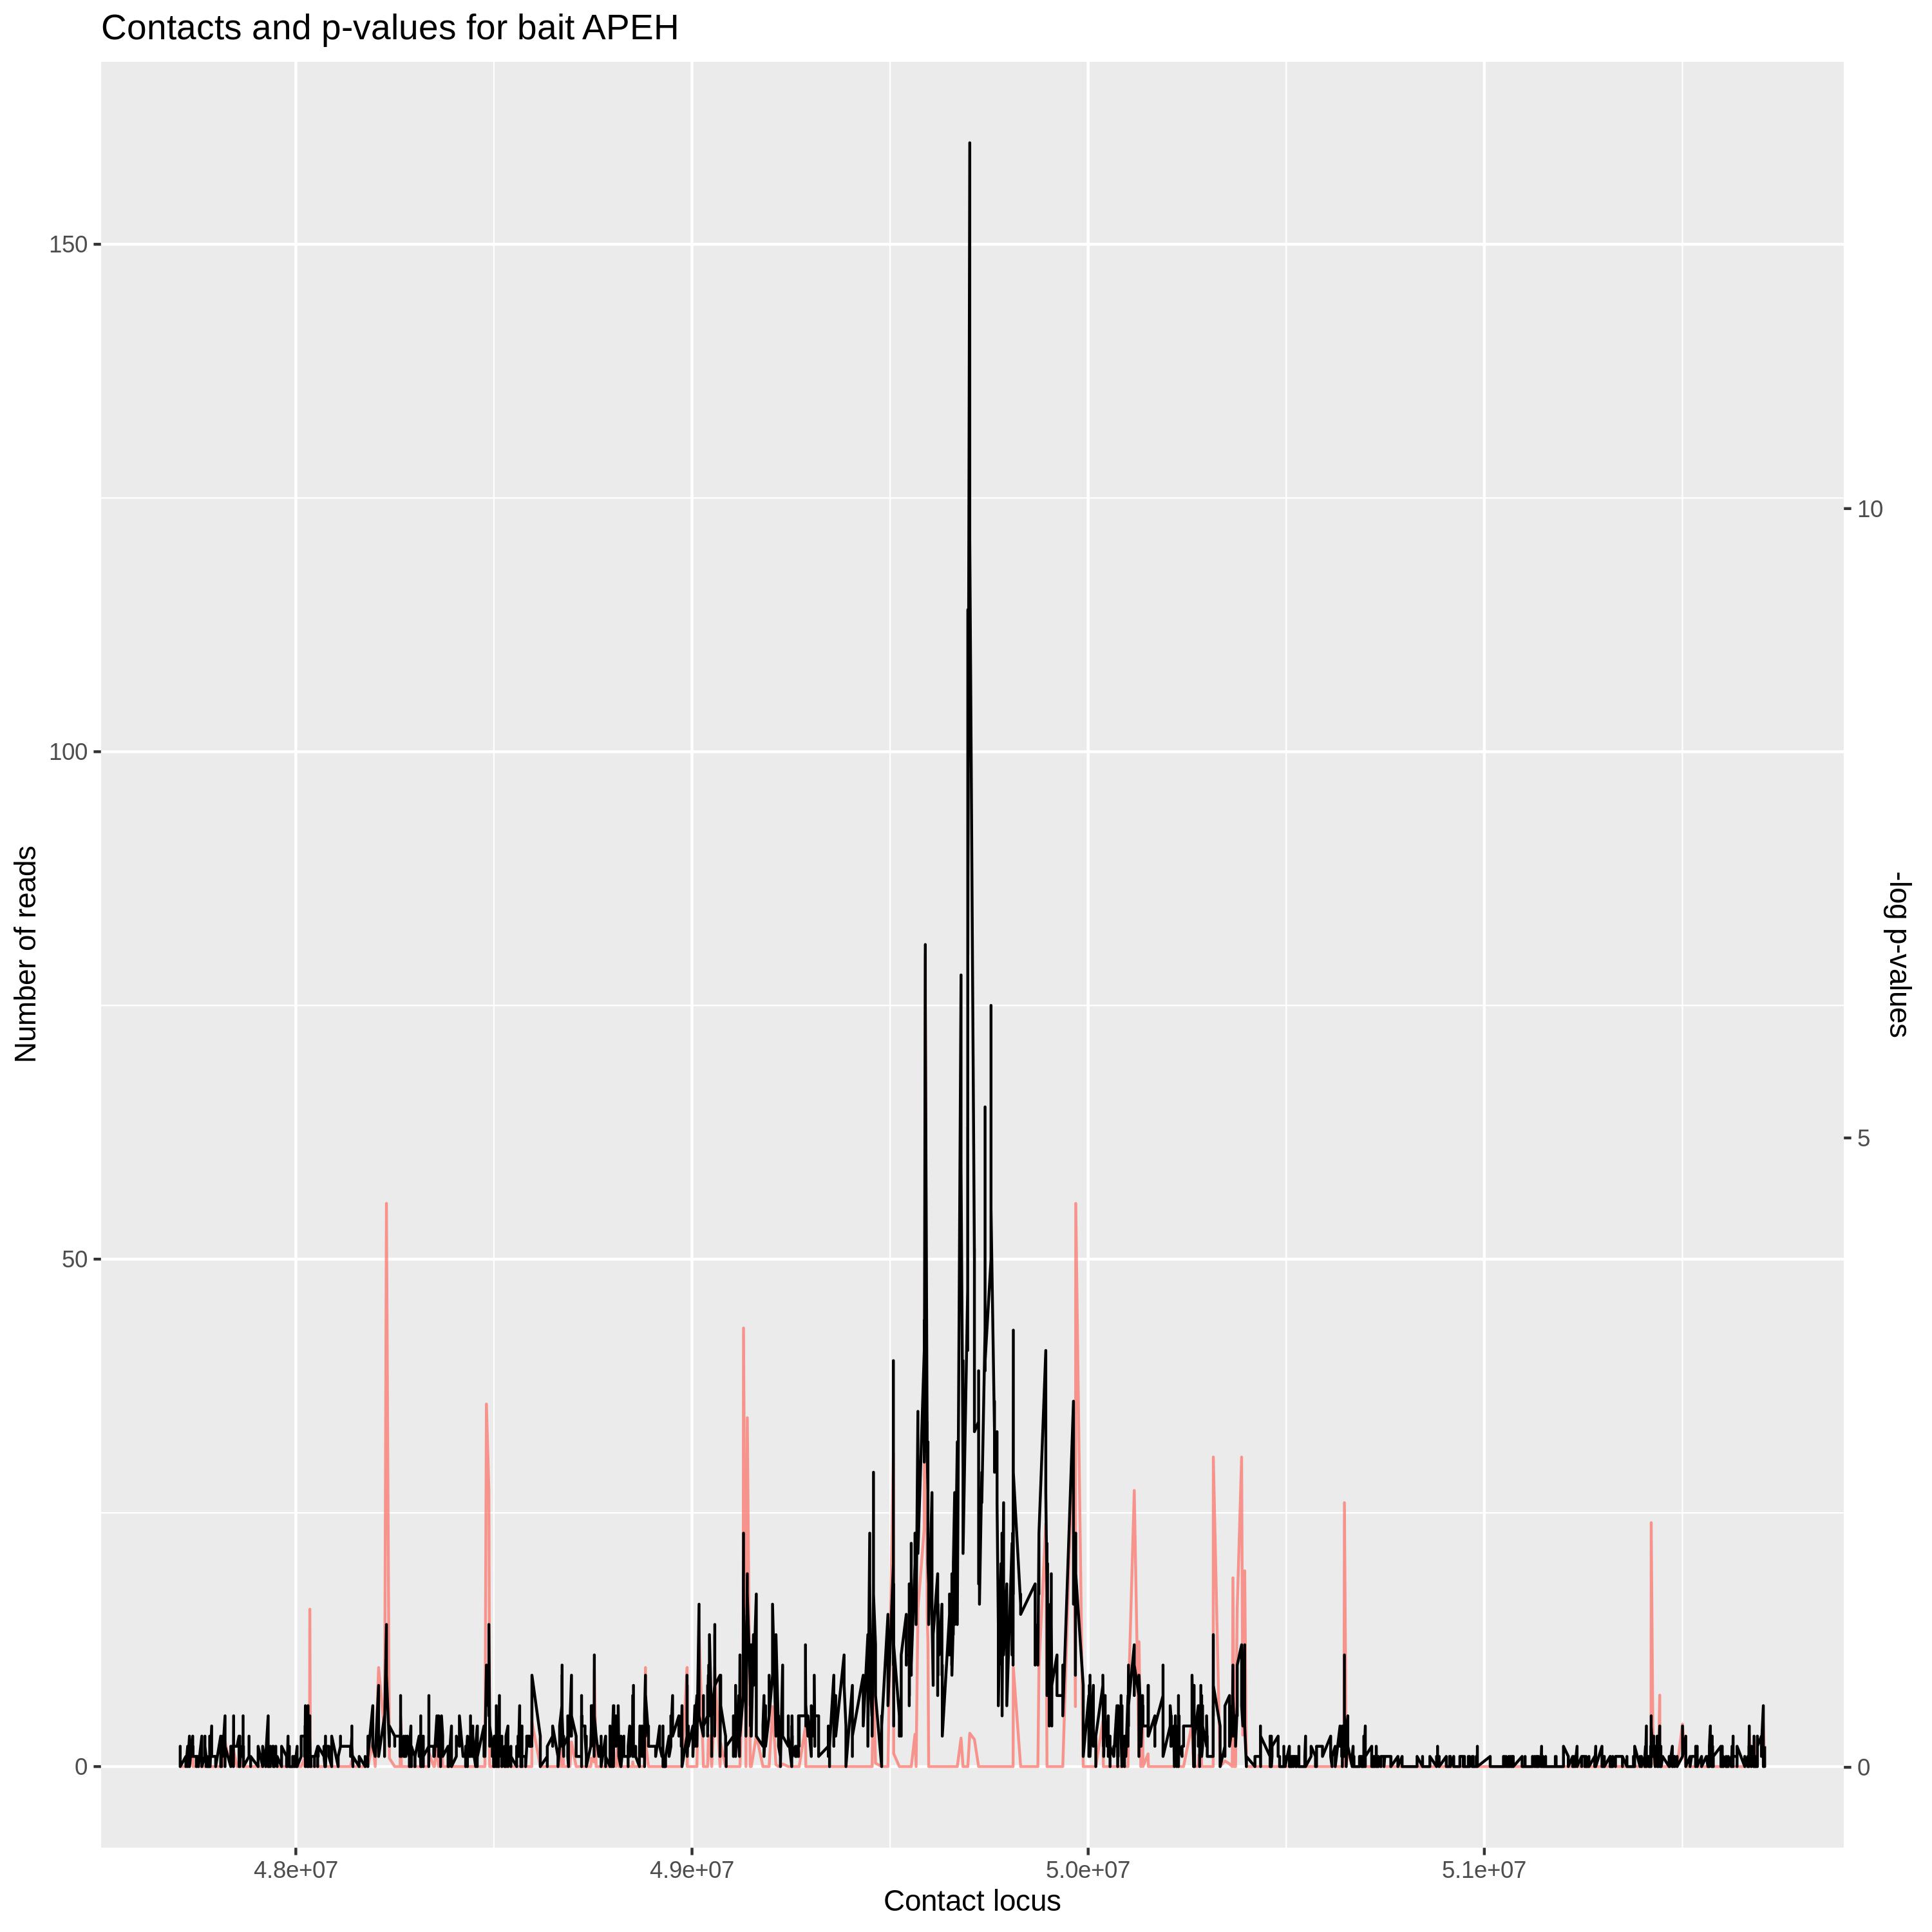 Contacts and p-values for bait APEH
150
100
50
0
Number of reads
10
5
0
-log p-values
4.8e+07
4.9e+07
5.0e+07
5.1e+07
Contact locus